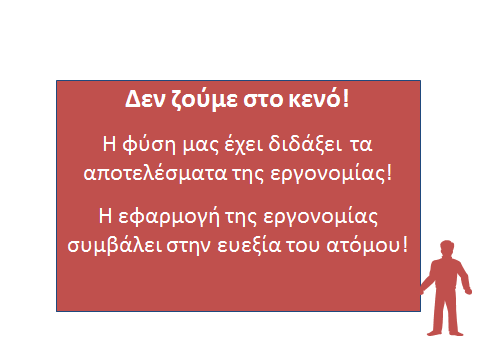 Δεν ζούμε στο κενό!
Η φύση μας έχει διδάξει τα
αποτελέσματα της εργονομίας!
Η εφαρμογή της εργονομίας
συμβάλει στην ευεξία του ατόμου!